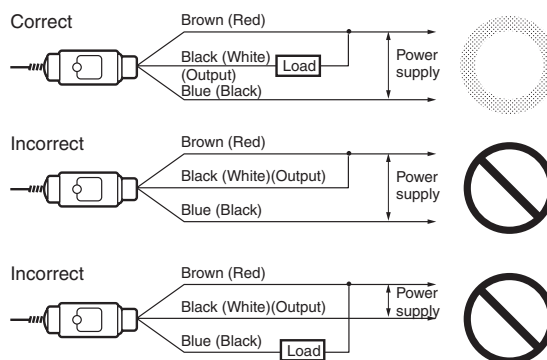 Correct
Brown (Red)
Black (White)
(Output)
Load
Blue (Black)
Power
supply
Incorrect
Brown (Red)
Black (White)(Output)
Blue (Black)
Power
supply
Incorrect
Brown (Red)
Black (White)(Output)
Blue (Black)
Load
Power
supply